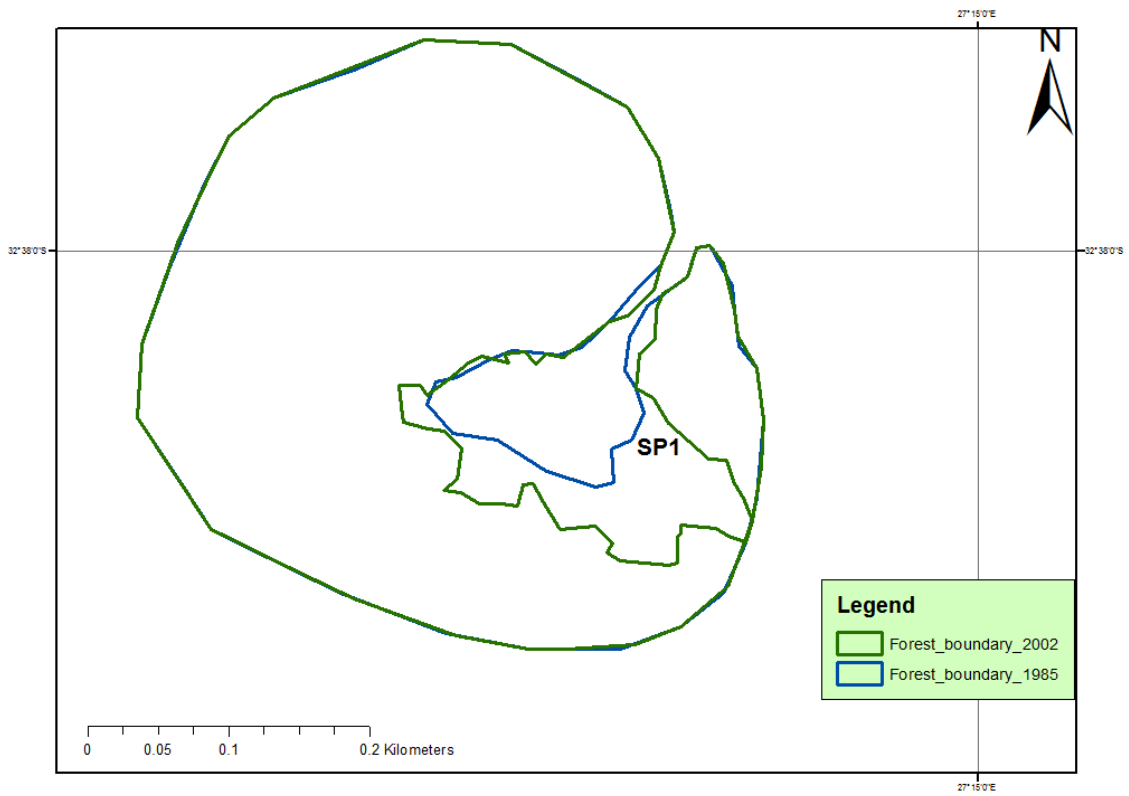 27°15'0"E
N
32°38'0"S
32°38'0"S
SP1
Legend
Forest_boundary_2002
Forest_boundary_1985
0 0.05 0.1 0.2 Kilometers
27°15'0"E